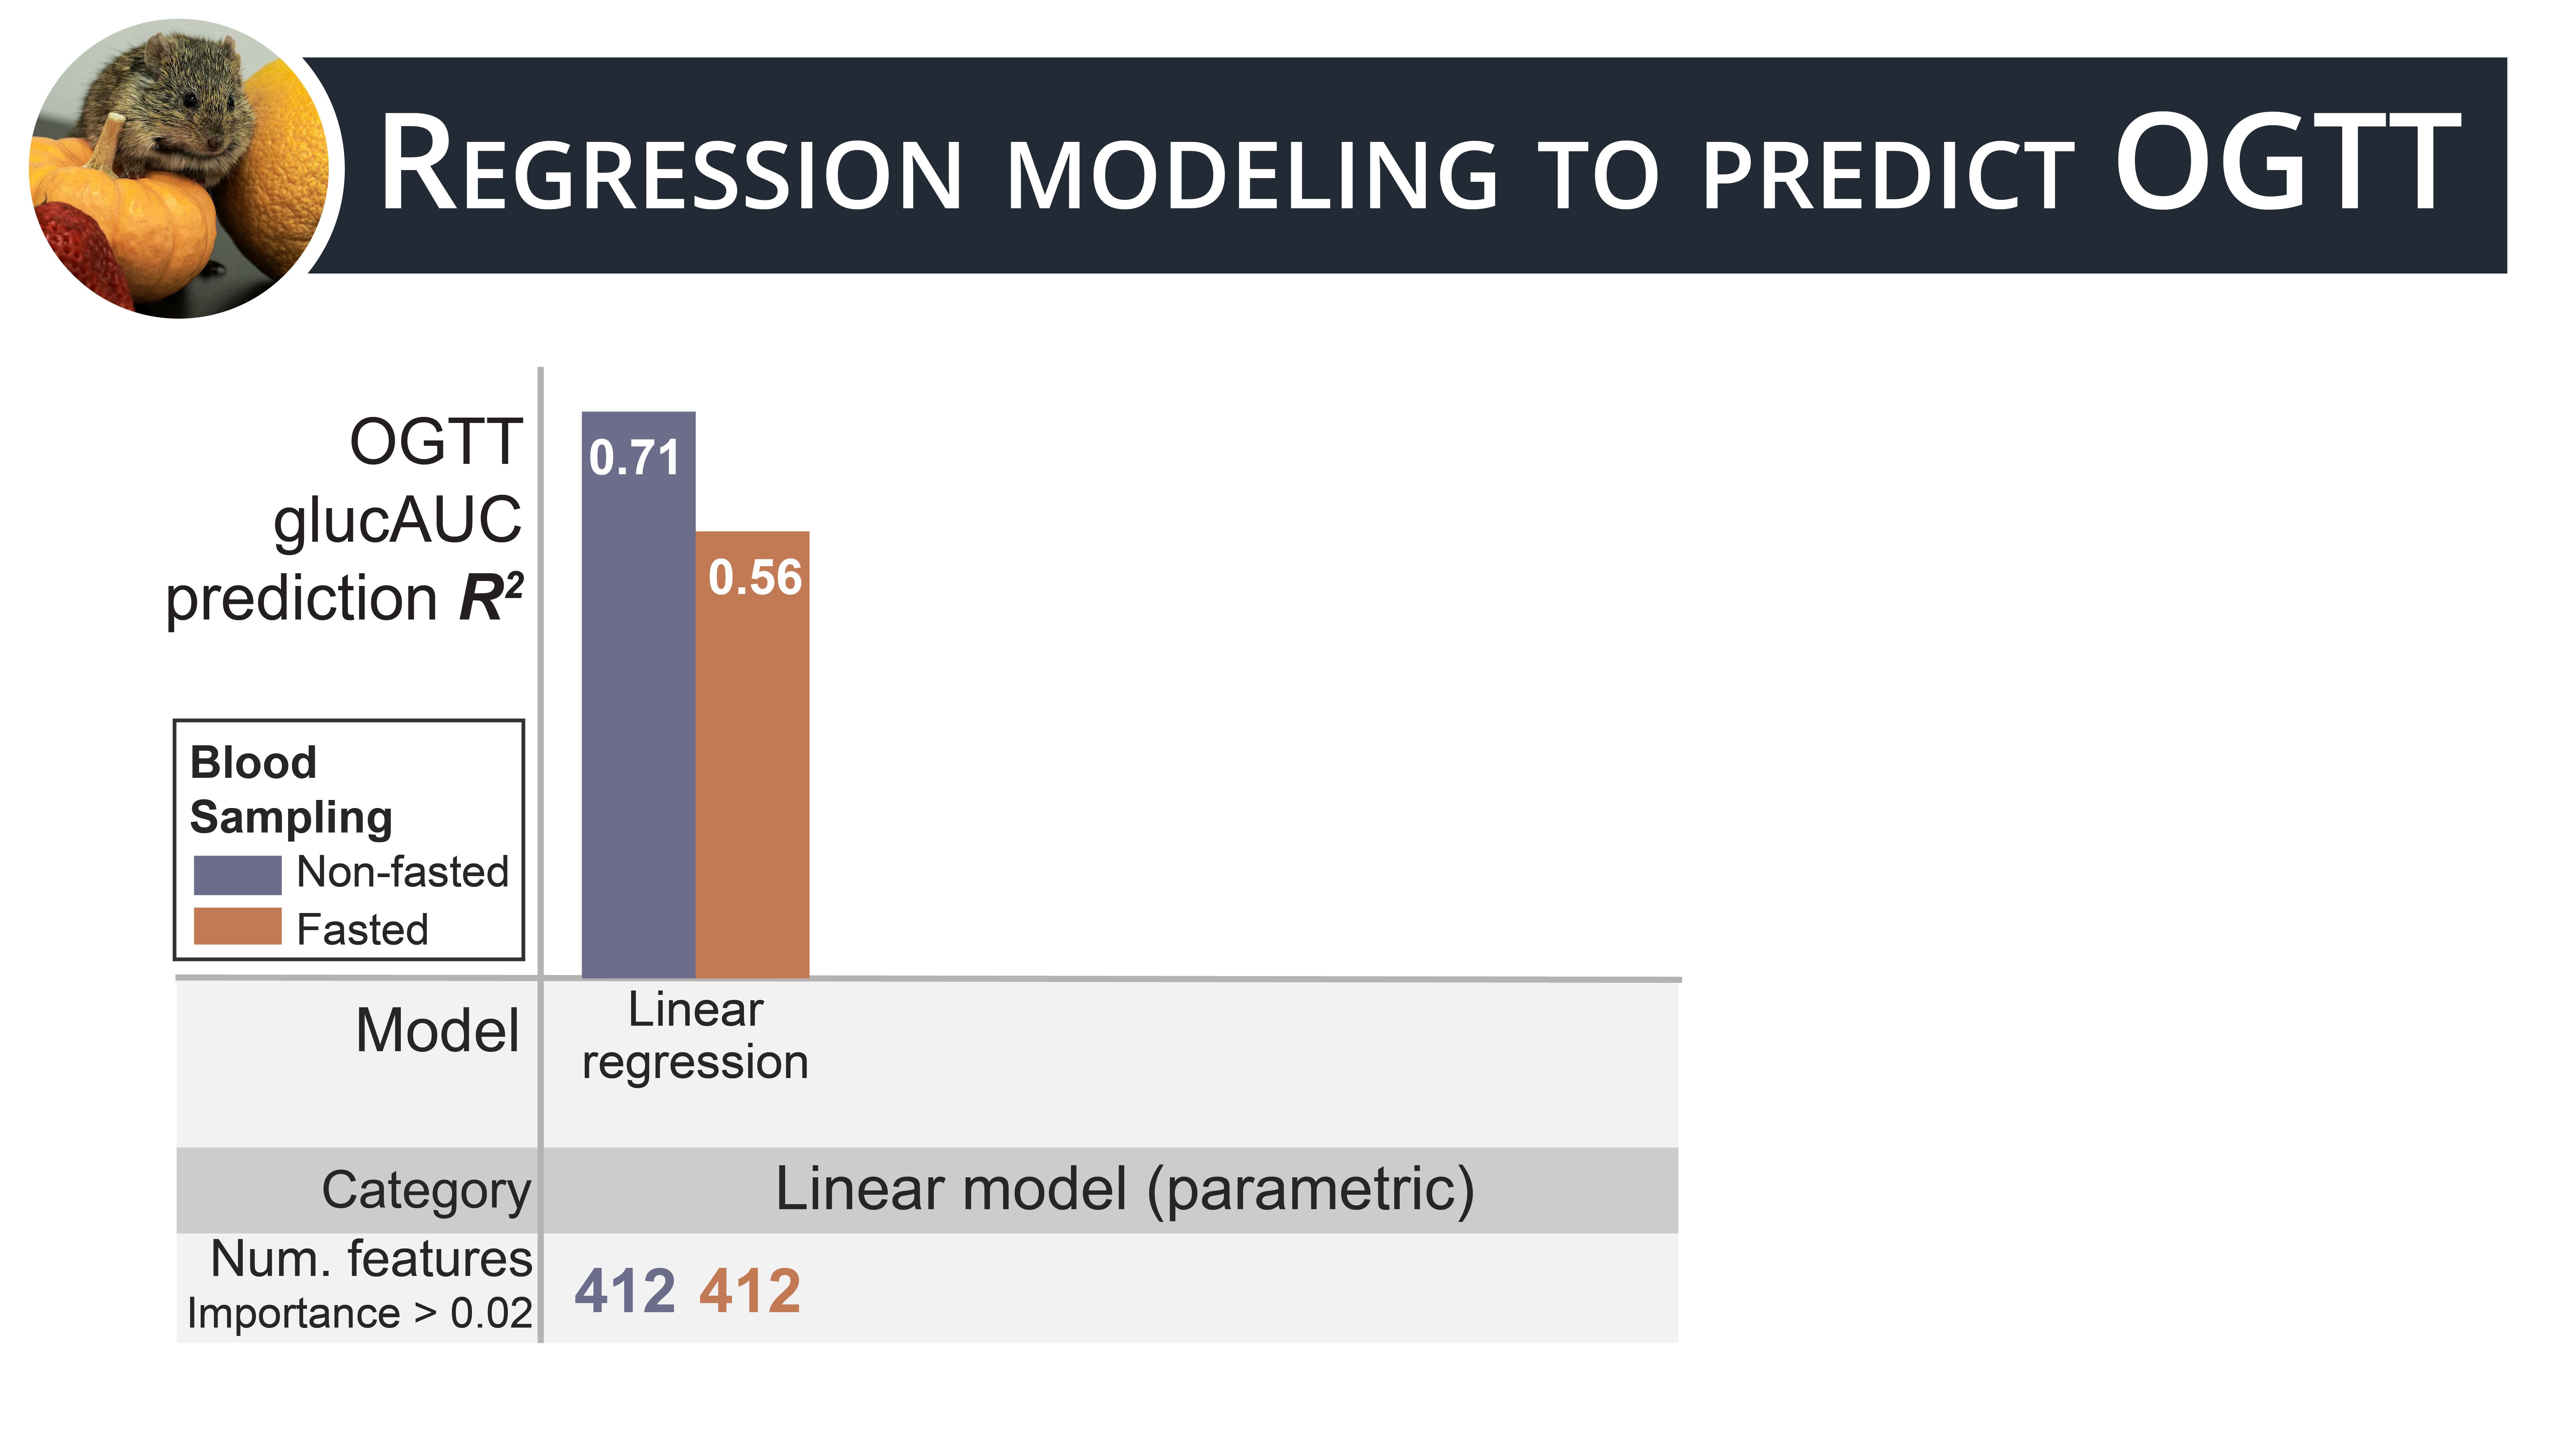 Regression modeling to predict OGTT
OGTT
glucAUC
prediction R²
0.71
0.56
Blood
Sampling
Non-fasted
Fasted
Model
Linear
regression
Category
Linear model (parametric)
Num. features
Importance > 0.02
412 412